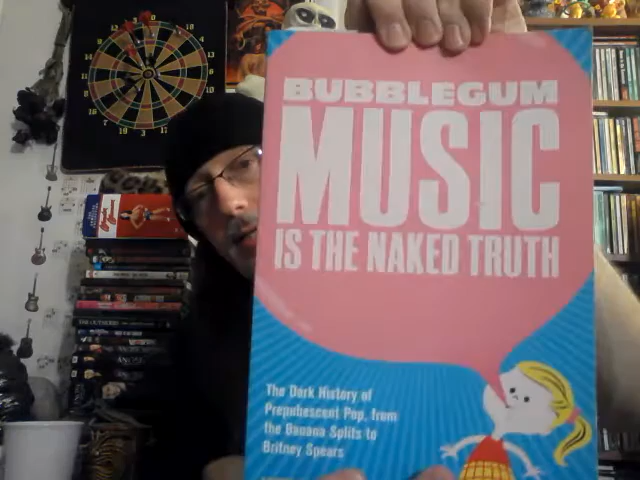 BUBBLEGUM
MUSIC
IS THE NAKED TRUTH
The Dark History of
Prepubescent Pop, from
the Banana Splits to
Britney Spears